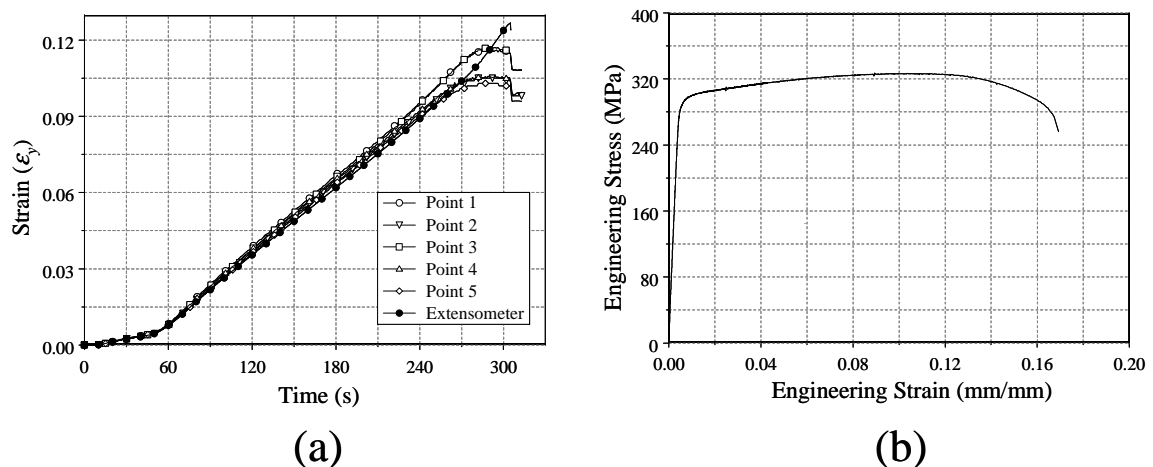 0.12
0.09
0.06
0.03
0.00
Strain (εy)
0 60 120 180 240 300
Time (s)
Point 1
Point 2
Point 3
Point 4
Point 5
Extensometer
(a)
400
320
240
160
80
0
Engineering Stress (MPa)
0.00 0.04 0.08 0.12 0.16 0.20
Engineering Strain (mm/mm)
(b)